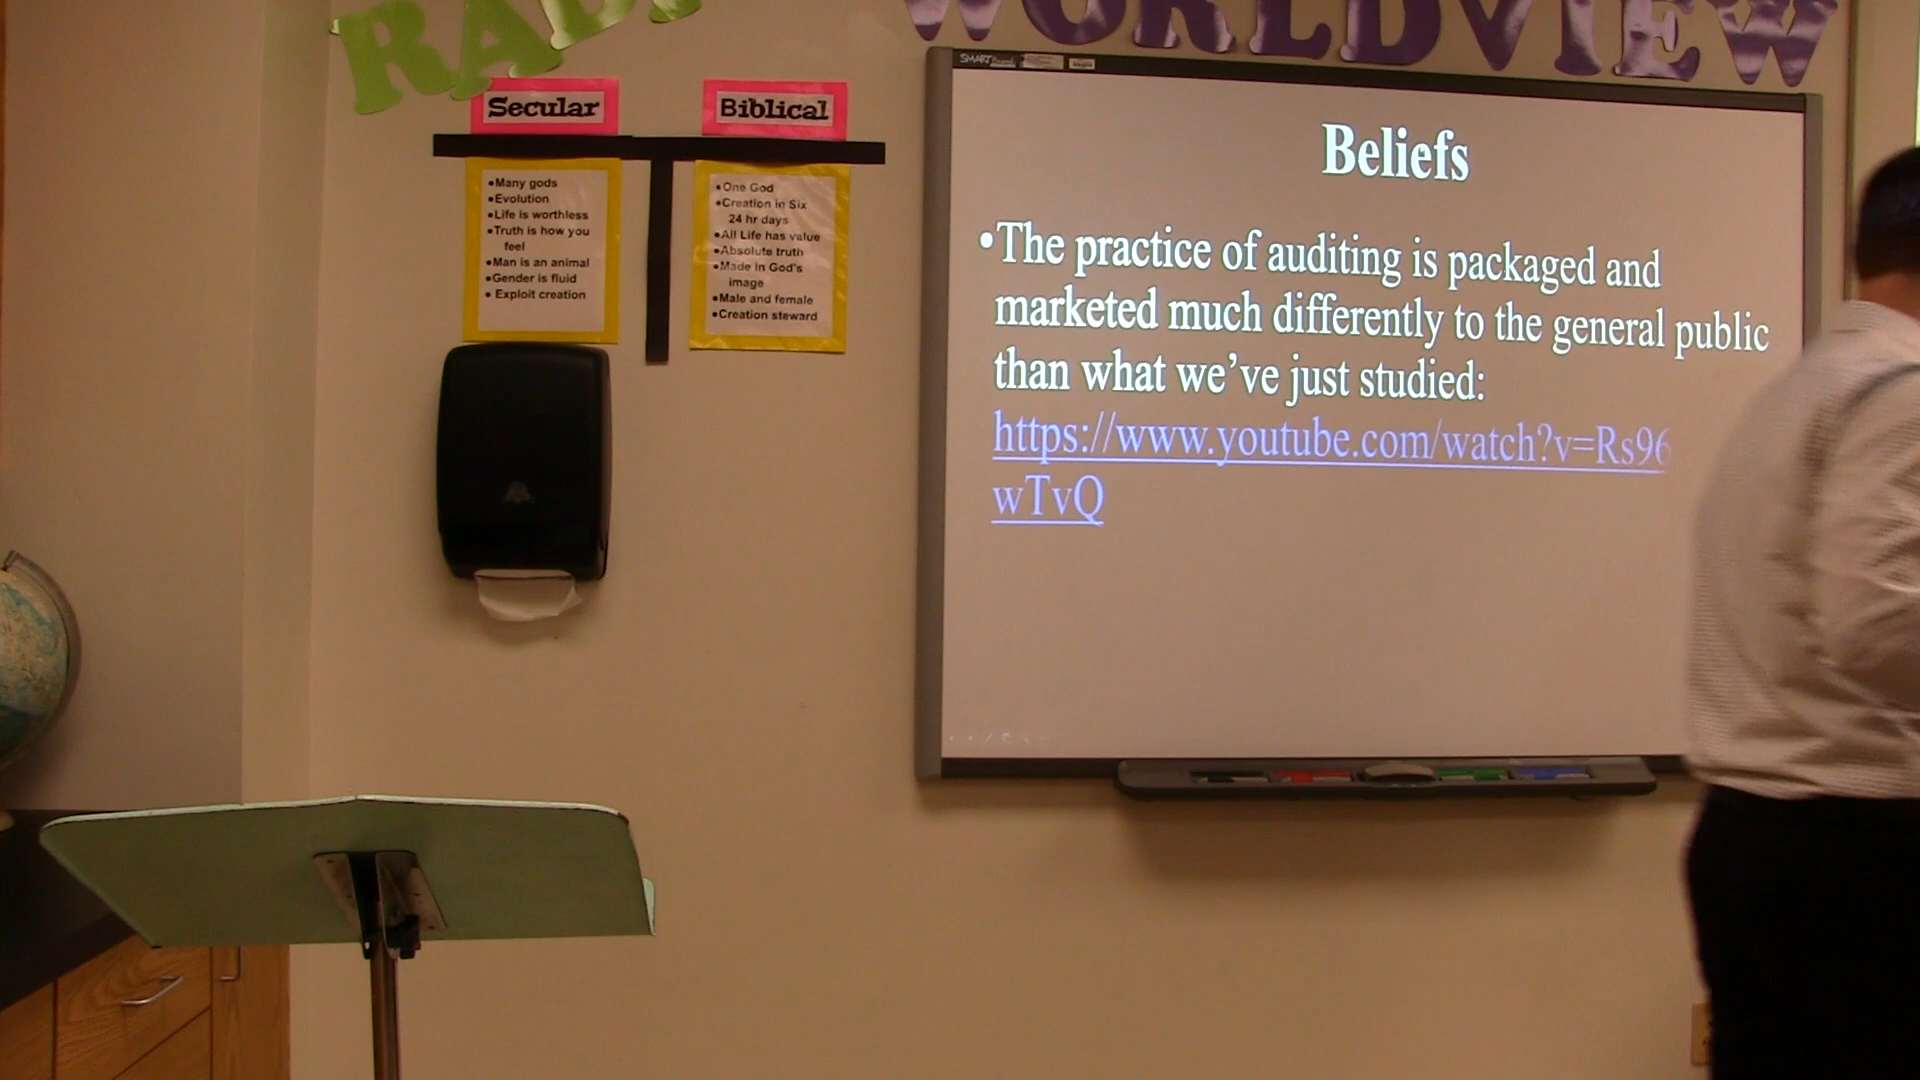 WORLDVIEW
SMART
Secular
Biblical
•Many gods
•Evolution
•Life is worthless
•Truth is how you
feel
•Man is an animal
•Gender is fluid
• Exploit creation
•One God
•Creation in Six
24 hr days
•All Life has value
•Absolute truth
•Made in God's
image
•Male and female
•Creation steward
Beliefs
•The practice of auditing is packaged and
marketed much differently to the general public
than what we've just studied:
https://www.youtube.com/watch?v=Rs96
wTvQ